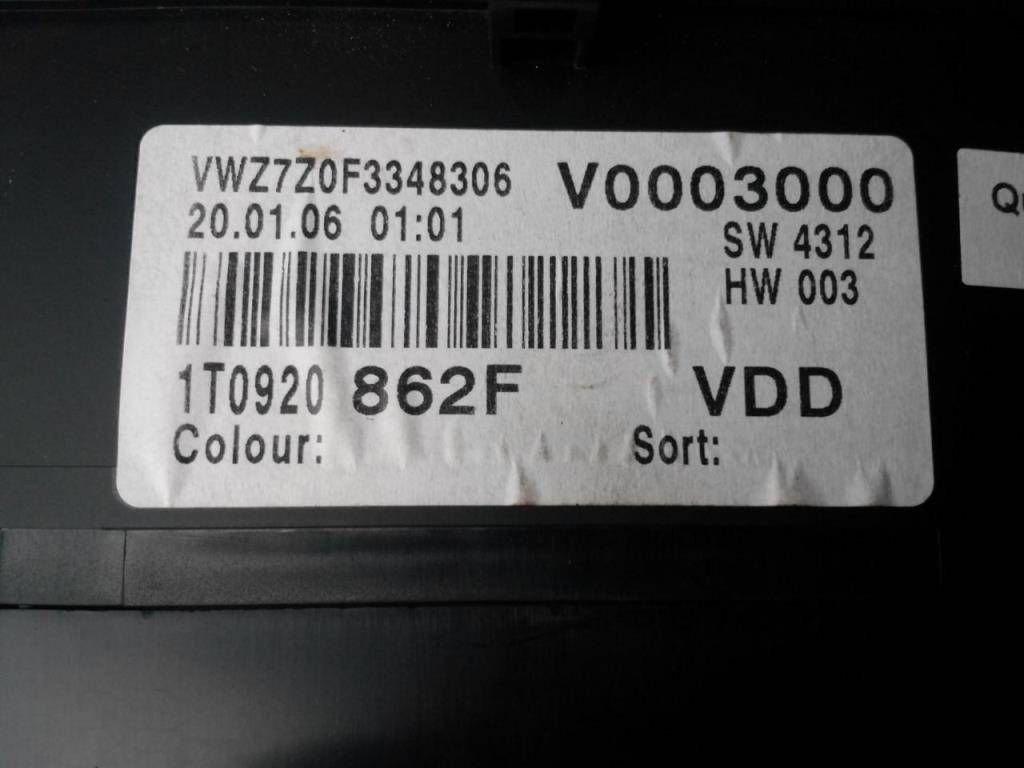 VWZ7Z0F3348306
V0003000
20.01.06 01:01
SW 4312
HW 003
1T0920 862F
VDD
Colour:
Sort: